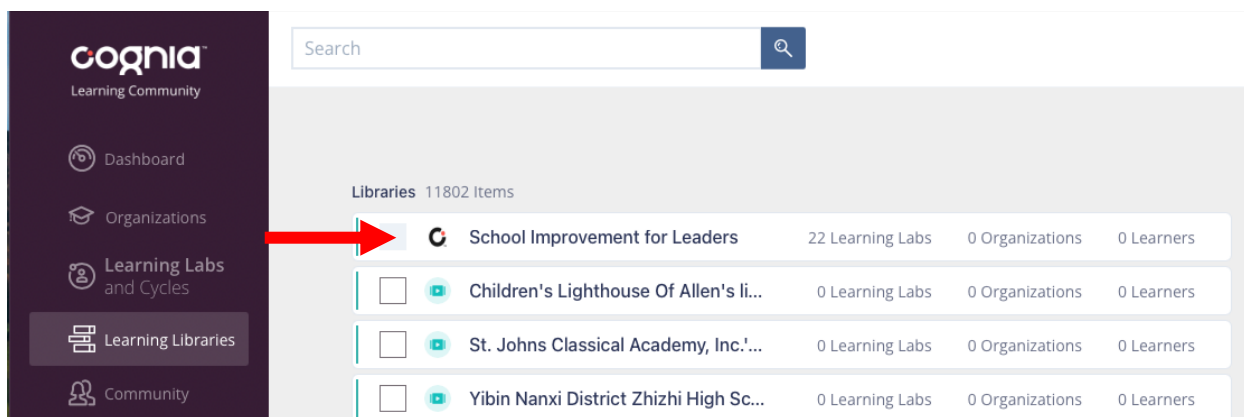 cognia™
Learning Community
Search
Dashboard
Organizations
Learning Labs
and Cycles
Learning Libraries
Community
Libraries 11802 Items
School Improvement for Leaders 22 Learning Labs 0 Organizations 0 Learners
Children's Lighthouse Of Allen's li... 0 Learning Labs 0 Organizations 0 Learners
St. Johns Classical Academy, Inc.'... 0 Learning Labs 0 Organizations 0 Learners
Yibin Nanxi District Zhizhi High Sc... 0 Learning Labs 0 Organizations 0 Learners